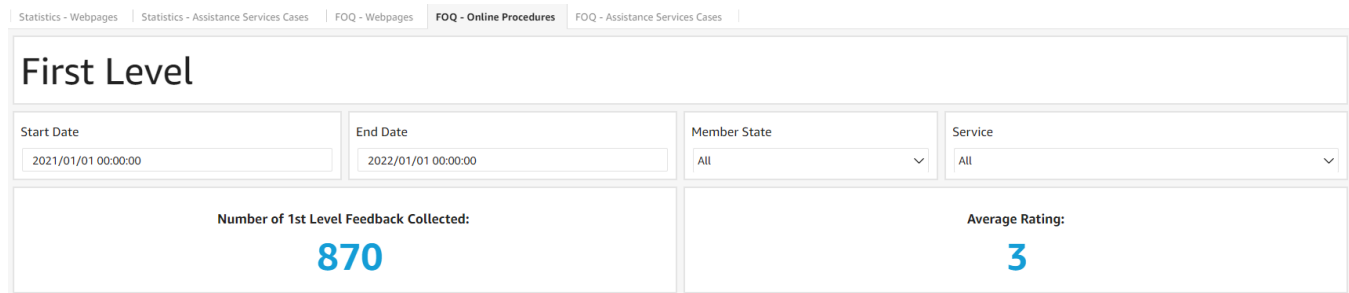 Statistics - Webpages Statistics - Assistance Services Cases FOQ - Webpages FOQ - Online Procedures FOQ - Assistance Services Cases
First Level
Start Date End Date Member State Service
2021/01/01 00:00:00 2022/01/01 00:00:00 All All
Number of 1st Level Feedback Collected: Average Rating:
870 3